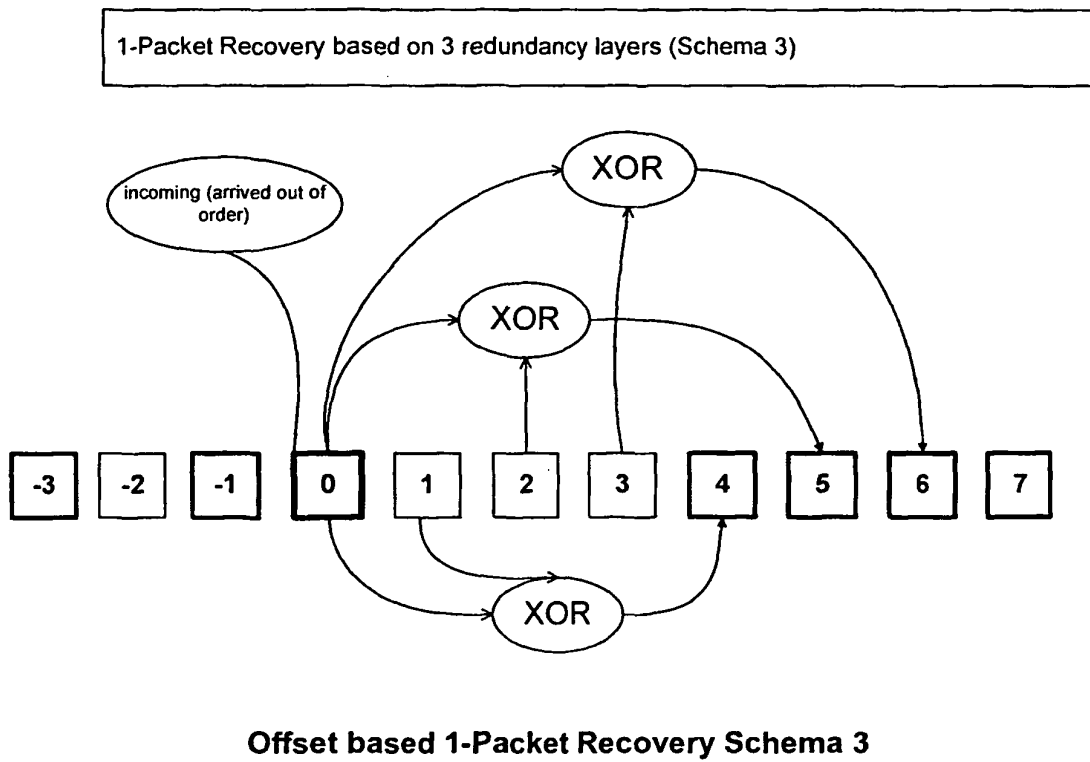 1-Packet Recovery based on 3 redundancy layers (Schema 3)
XOR
incoming (arrived out of
order)
XOR
-3 -2 -1 0 1 2 3 4 5 6 7
XOR
Offset based 1-Packet Recovery Schema 3